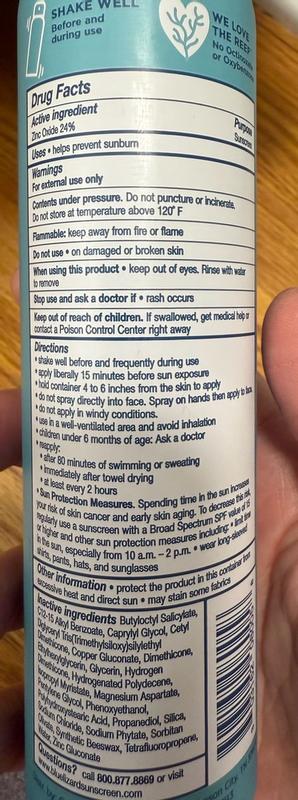 SHAKE WELL
Before and
during use
WE LOVE
THE REEF
No Octinoxate
or Oxybenzone
Drug Facts
Active ingredient
Purpose
Zinc Oxide 24%
Sunscreen
Uses • helps prevent sunburn
Warnings
For external use only
Contents under pressure. Do not puncture or incinerate.
Do not store at temperature above 120˚ F
Flammable: keep away from fire or flame
Do not use • on damaged or broken skin
When using this product • keep out of eyes. Rinse with water
to remove
Stop use and ask a doctor if • rash occurs
Keep out of reach of children. If swallowed, get medical help or
contact a Poison Control Center right away
Directions
• shake well before and frequently during use
• apply liberally 15 minutes before sun exposure
• hold container 4 to 6 inches from the skin to apply
• do not spray directly into face. Spray on hands then apply to face.
• do not apply in windy conditions.
• use in a well-ventilated area and avoid inhalation
• children under 6 months of age: Ask a doctor
• reapply:
• after 80 minutes of swimming or sweating
• immediately after towel drying
• at least every 2 hours
• Sun Protection Measures. Spending time in the sun increases
your risk of skin cancer and early skin aging. To decrease this risk,
regularly use a sunscreen with a Broad Spectrum SPF value of 15
or higher and other sun protection measures including: • limit time
in the sun, especially from 10 a.m. – 2 p.m. • wear long-sleeved
shirts, pants, hats, and sunglasses
Other information • protect the product in this container from
excessive heat and direct sun • may stain some fabrics
Inactive ingredients Butyloctyl Salicylate,
C12-15 Alkyl Benzoate, Caprylyl Glycol, Cetyl
Diglyceryl Tris(Trimethylsiloxy)silylethyl
Dimethicone, Copper Gluconate, Dimethicone,
Ethylhexylglycerin, Glycerin, Hydrogen
Dimethicone, Hydrogenated Polydecene,
Isopropyl Myristate, Magnesium Aspartate,
Pentylene Glycol, Phenoxyethanol,
Polyhydroxystearic Acid, Propanediol, Silica,
Sodium Chloride, Sodium Phytate, Sorbitan
Olivate, Synthetic Beeswax, Tetrafluoropropene,
Water, Zinc Gluconate
Questions? call 800.877.8869 or visit
www.bluelizardsunscreen.com